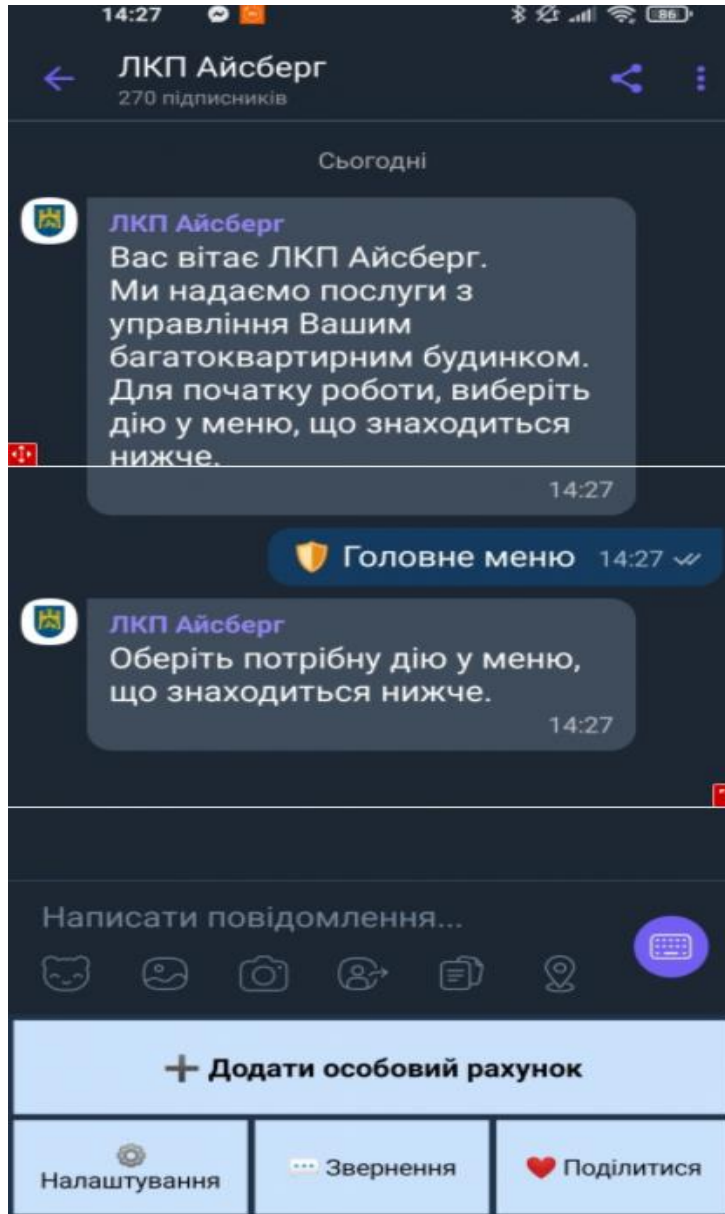 14:27
86
ЛКП Айсберг
270 підписників
Сьогодні
ЛКП Айсберг
Вас вітає ЛКП Айсберг.
Ми надаємо послуги з
управління Вашим
багатоквартирним будинком.
Для початку роботи, виберіть
дію у меню, що знаходиться
нижче.
14:27
Головне меню 14:27
ЛКП Айсберг
Оберіть потрібну дію у меню,
що знаходиться нижче.
14:27
Написати повідомлення...
Додати особовий рахунок
Налаштування
Звернення
Поділитися